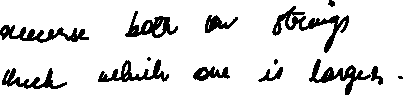 reverse both the strings
check which one is larger.